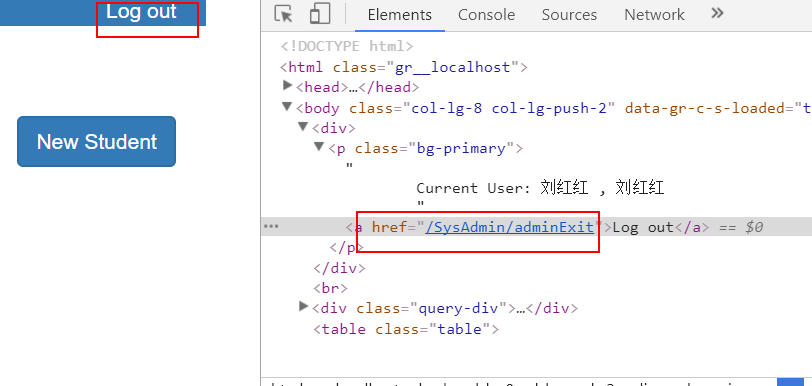 Log out
New Student
Elements Console Sources Network »
<!DOCTYPE html>
<html class="gr__localhost">
<head>…</head>
<body class="col-lg-8 col-lg-push-2" data-gr-c-s-loaded="t
<div>
<p class="bg-primary">
"
Current User: 刘红红 , 刘红红
"
<a href="/SysAdmin/adminExit">Log out</a> == $0
</p>
</div>
<br>
<div class="query-div">…</div>
<table class="table">